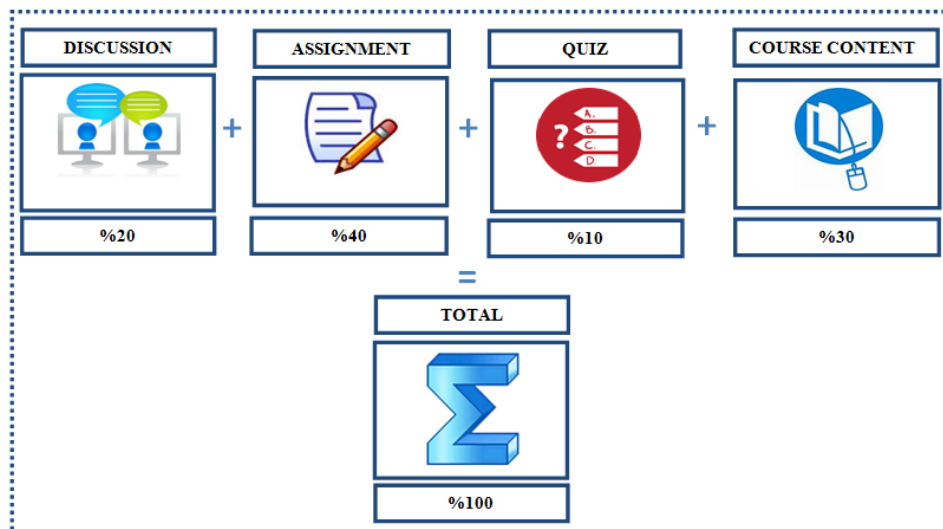 DISCUSSION
ASSIGNMENT
QUIZ
COURSE CONTENT
+
+
?
A.
B.
C.
D.
+
%20
%40
%10
%30
=
TOTAL
Σ
%100